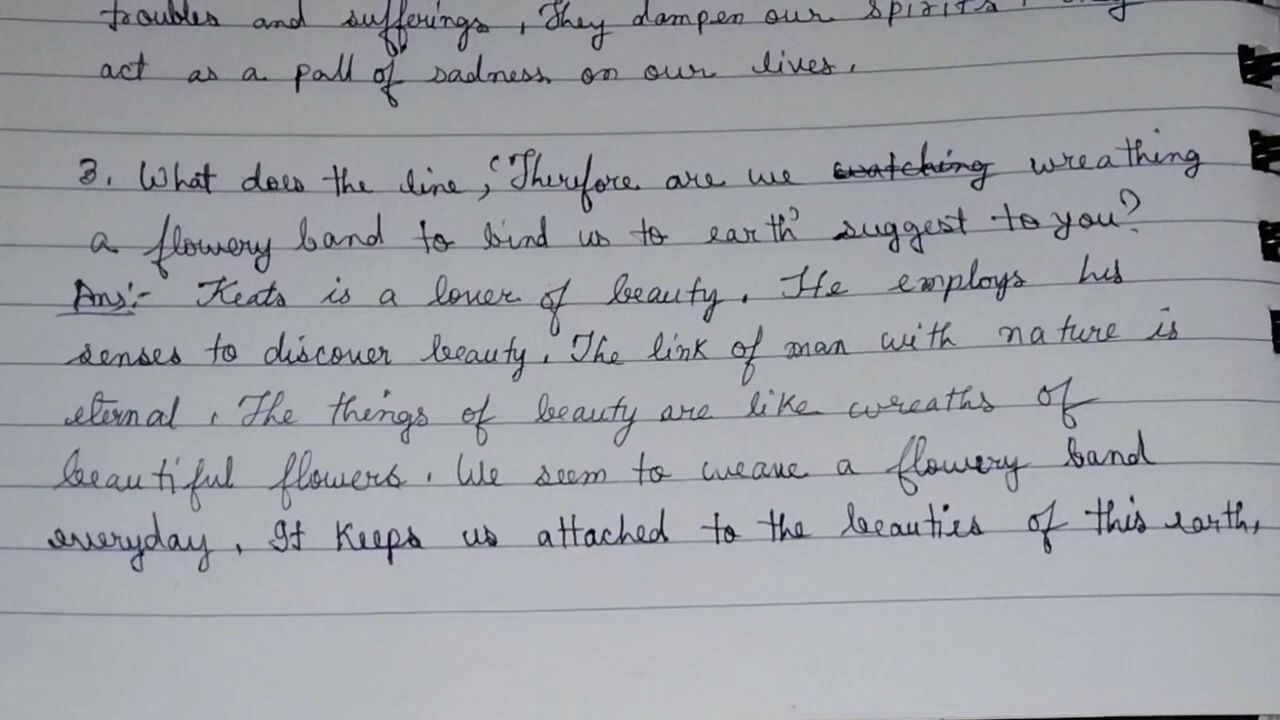 troubles and sufferings, They dampen our spirits. They
act as a pall of sadness on our lives.
3. What does the line, "Therefore are we watching wreathing
a flowery band to bind us to earth" suggest to you?
Ans:- Keats is a lover of beauty. He employs his
senses to discover beauty. The link of man with nature is
eternal. The things of beauty are like wreaths of
beautiful flowers. We seem to weave a flowery band
everyday. It keeps us attached to the beauties of this earth,